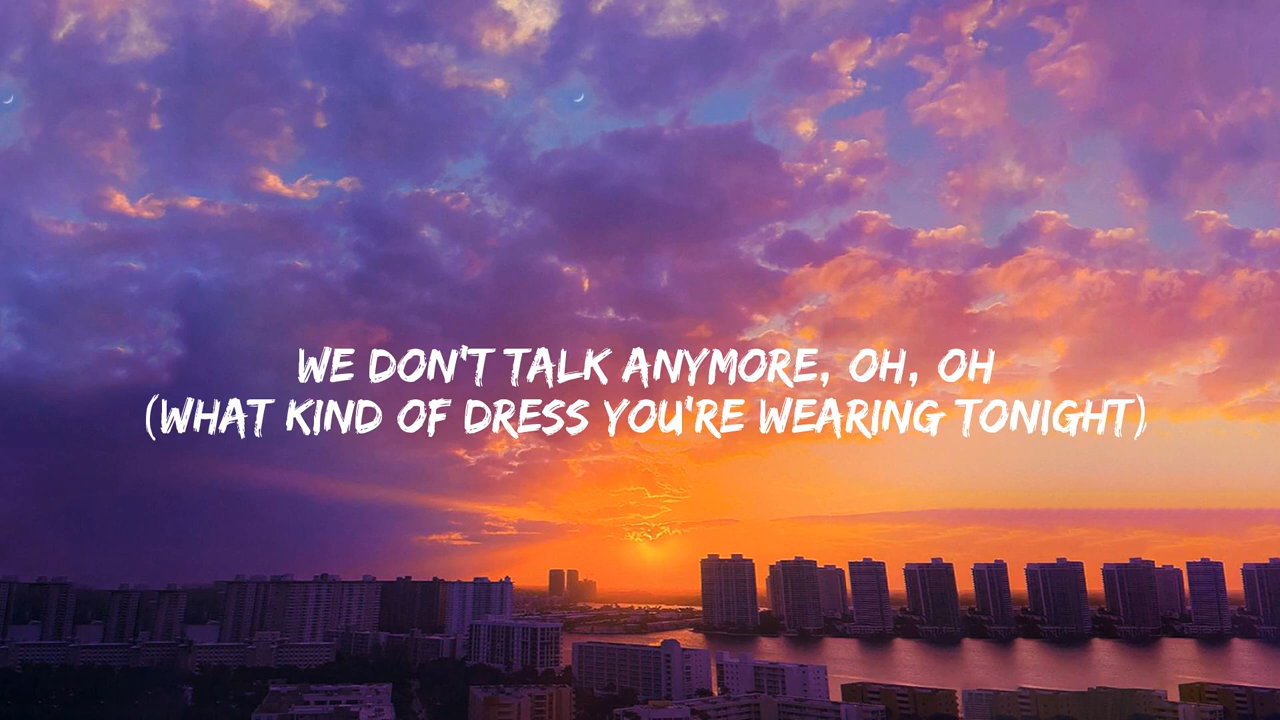 WE DON'T TALK ANYMORE, OH, OH
(WHAT KIND OF DRESS YOU'RE WEARING TONIGHT)